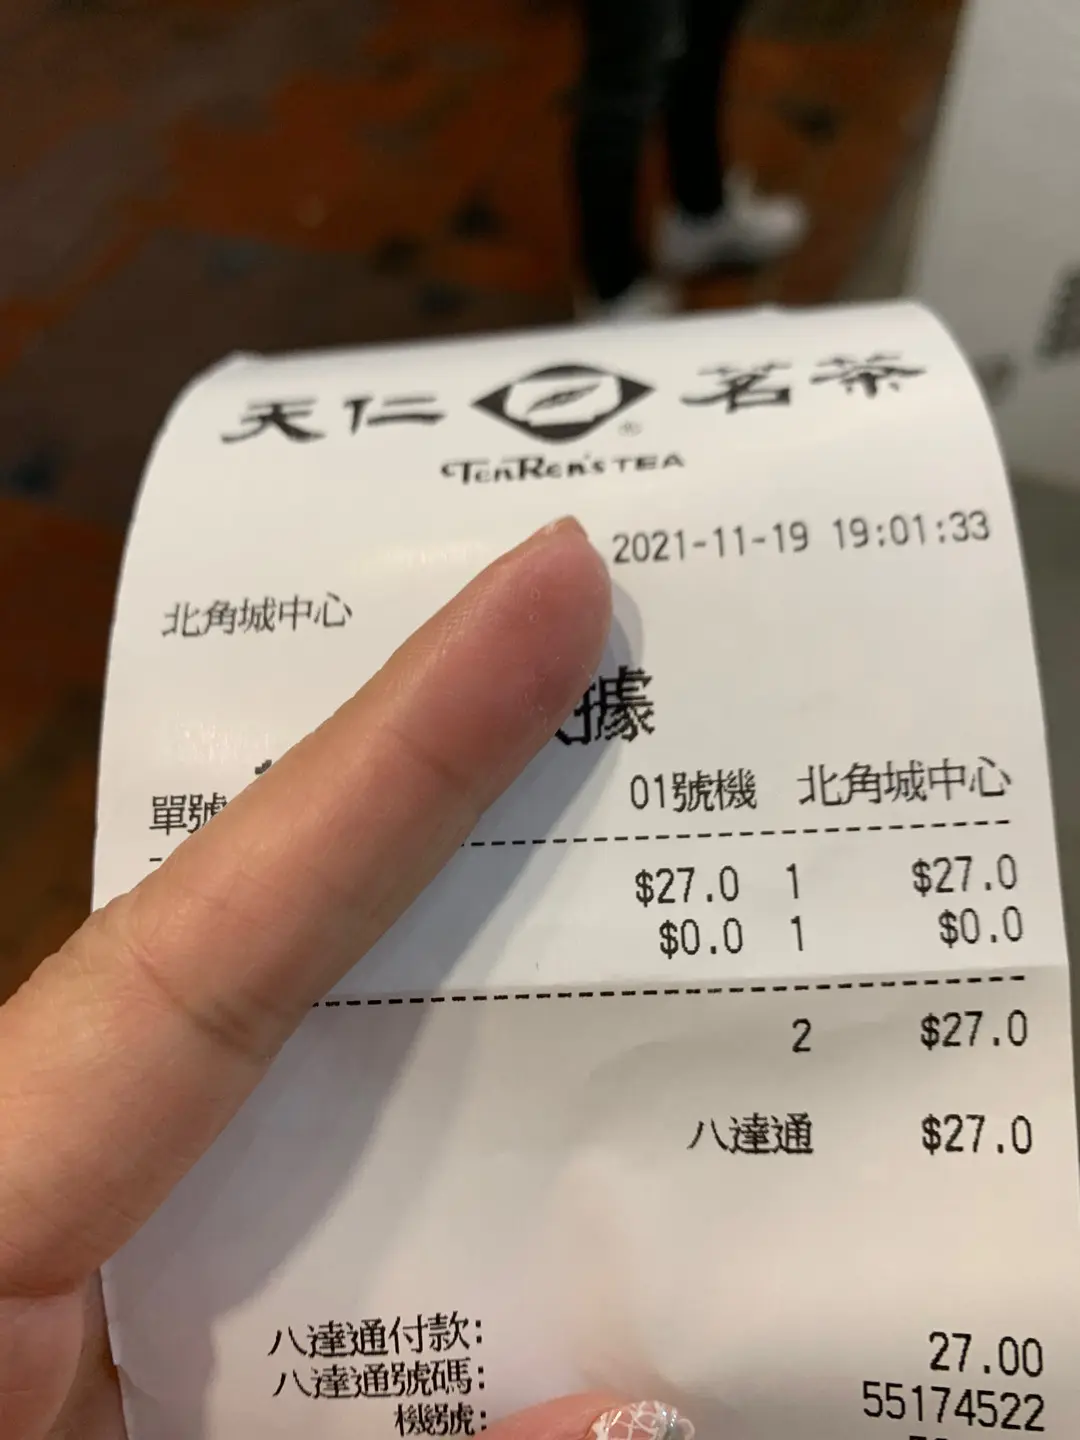 天仁 茗茶
TenRen's TEA
2021-11-19 19:01:33
北角城中心
據
單號 01號機 北角城中心
$27.0 1 $27.0
$0.0 1 $0.0
2 $27.0
八達通 $27.0
八達通付款: 27.00
八達通號碼: 55174522
機號: